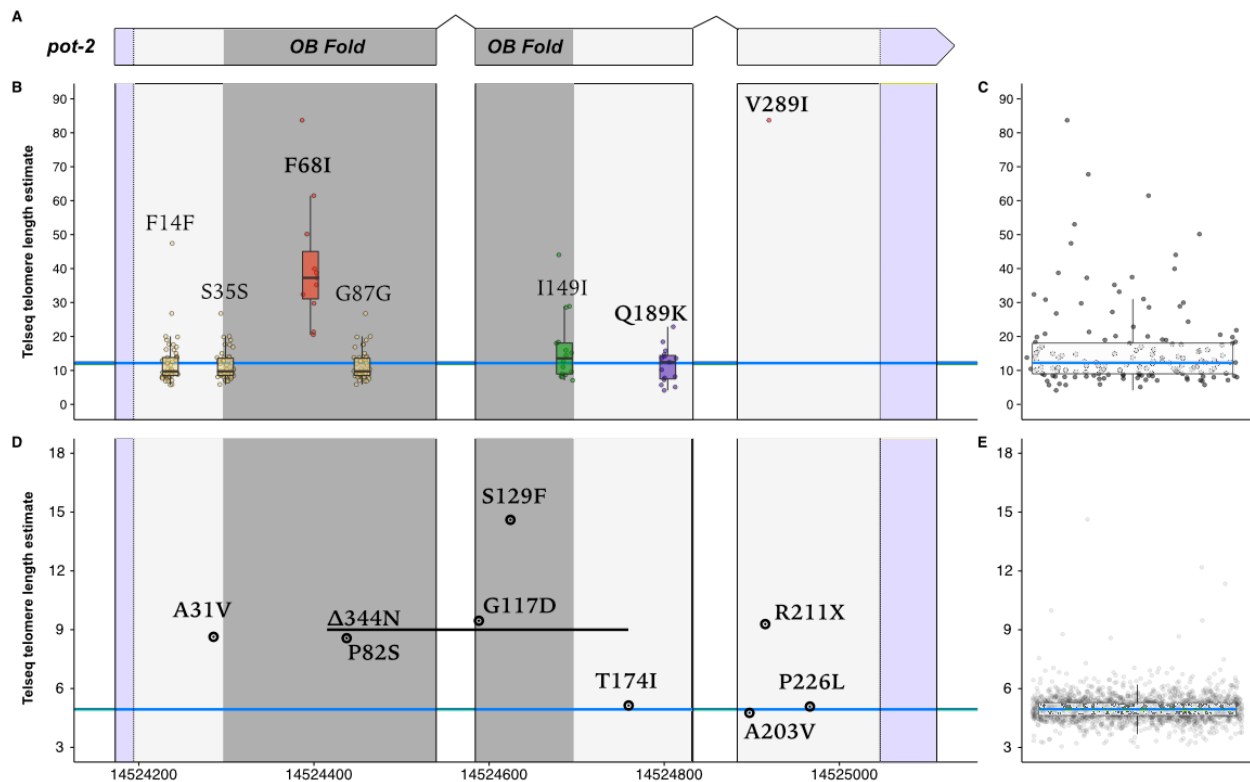 A
pot-2
OB Fold
OB Fold
B
C
Telseq telomere length estimate
90
80
70
60
50
40
30
20
10
0
F14F
S35S
F68I
G87G
I149I
Q189K
V289I
90
80
70
60
50
40
30
20
10
0
D
E
Telseq telomere length estimate
18
15
12
9
6
3
A31V
Δ344N
P82S
S129F
G117D
T174I
R211X
P226L
A203V
18
15
12
9
6
3
14524200
14524400
14524600
14524800
14525000